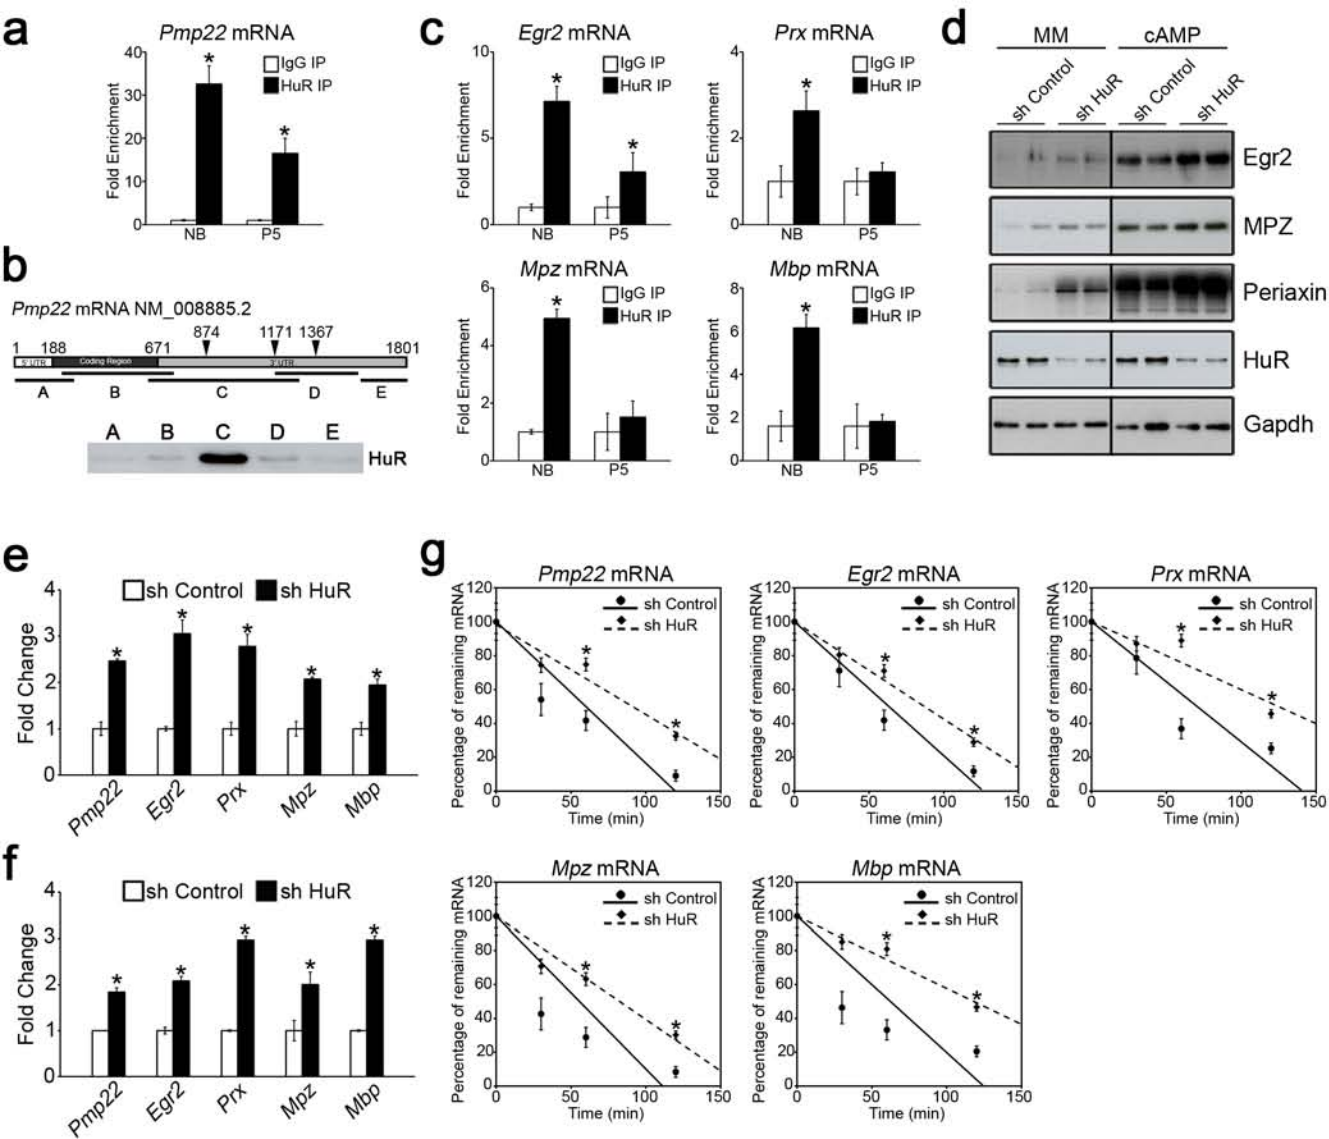 a
Pmp22 mRNA
Fold Enrichment
40
30
20
10
0
IgG IP
HuR IP
*
*
NB
P5
b
Pmp22 mRNA NM_008885.2
874
1171
1367
1
188
671
1801
5' UTR
Coding Region
3' UTR
A
B
C
D
E
A
B
C
D
E
HuR
c
Egr2 mRNA
Fold Enrichment
10
5
0
IgG IP
HuR IP
*
*
NB
P5
Prx mRNA
Fold Enrichment
4
2
0
IgG IP
HuR IP
*
NB
P5
Mpz mRNA
Fold Enrichment
6
4
2
0
IgG IP
HuR IP
*
NB
P5
Mbp mRNA
Fold Enrichment
8
6
4
2
0
IgG IP
HuR IP
*
NB
P5
d
MM
cAMP
sh Control
sh HuR
sh Control
sh HuR
Egr2
MPZ
Periaxin
HuR
Gapdh
e
sh Control
sh HuR
Fold Change
4
3
2
1
0
*
*
*
*
*
Pmp22
Egr2
Prx
Mpz
Mbp
f
sh Control
sh HuR
Fold Change
4
3
2
1
0
*
*
*
*
*
Pmp22
Egr2
Prx
Mpz
Mbp
g
Pmp22 mRNA
Percentage of remaining mRNA
120
100
80
60
40
20
0
sh Control
sh HuR
*
*
0
50
100
150
Time (min)
Egr2 mRNA
Percentage of remaining mRNA
120
100
80
60
40
20
0
sh Control
sh HuR
*
*
0
50
100
150
Time (min)
Prx mRNA
Percentage of remaining mRNA
120
100
80
60
40
20
0
sh Control
sh HuR
*
*
0
50
100
150
Time (min)
Mpz mRNA
Percentage of remaining mRNA
120
100
80
60
40
20
0
sh Control
sh HuR
*
*
0
50
100
150
Time (min)
Mbp mRNA
Percentage of remaining mRNA
120
100
80
60
40
20
0
sh Control
sh HuR
*
*
0
50
100
150
Time (min)